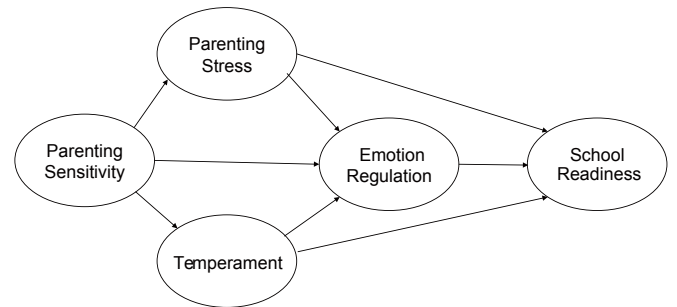 Parenting
Stress
Parenting
Sensitivity
Emotion
Regulation
School
Readiness
Temperament